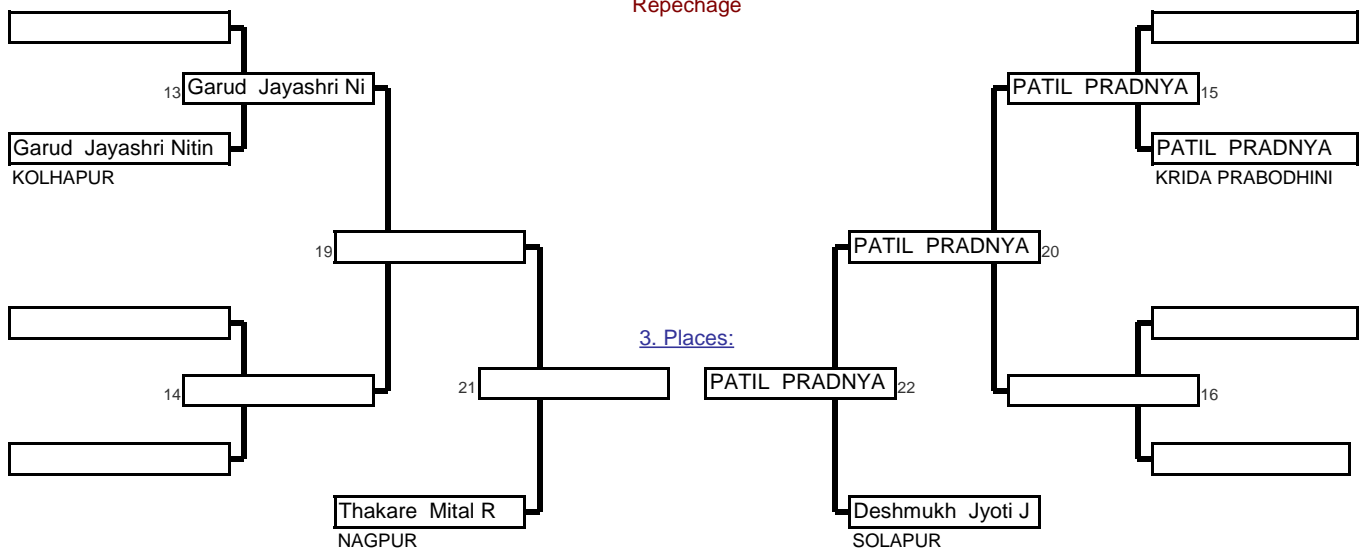 Repechage
13 Garud Jayashri Ni
PATIL PRADNYA 15
Garud Jayashri Nitin
KOLHAPUR
PATIL PRADNYA
KRIDA PRABODHINI
19
PATIL PRADNYA 20
3. Places:
14
21
PATIL PRADNYA 22
16
Thakare Mital R
NAGPUR
Deshmukh Jyoti J
SOLAPUR